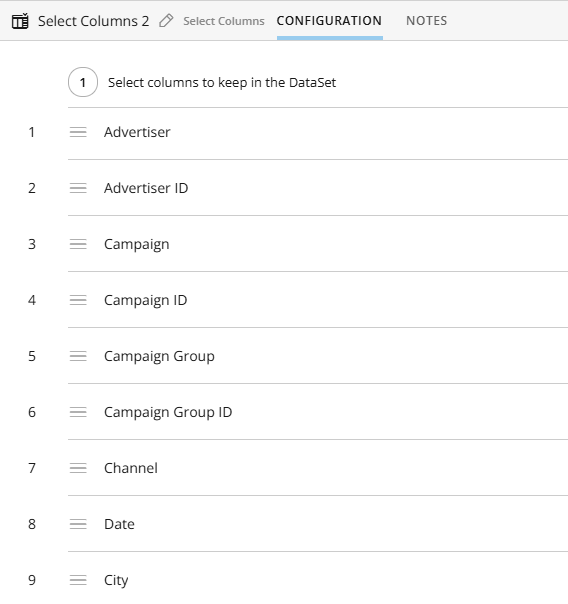 Select Columns 2 Select Columns CONFIGURATION NOTES
1 Select columns to keep in the DataSet
1 Advertiser
2 Advertiser ID
3 Campaign
4 Campaign ID
5 Campaign Group
6 Campaign Group ID
7 Channel
8 Date
9 City